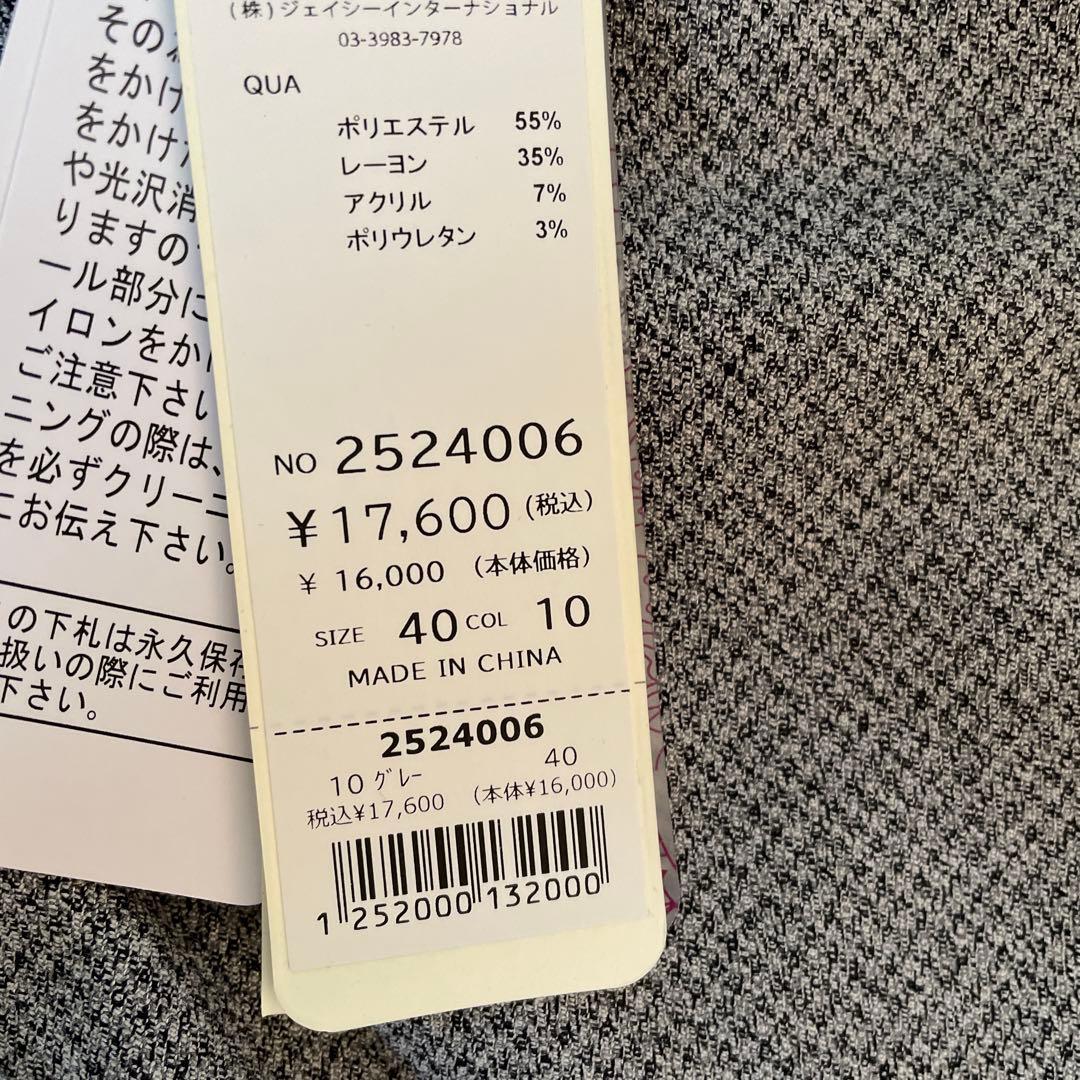 (株)ジェイシーインターナショナル
03-3983-7978
QUA
ポリエステル 55%
レーヨン 35%
アクリル 7%
ポリウレタン 3%
NO 2524006
¥17,600 (税込)
¥ 16,000 (本体価格)
SIZE 40 COL 10
MADE IN CHINA
2524006
10 グレー 40
税込¥17,600 (本体¥16,000)
1 252000 132000
その
をかけ
をかけ
や光沢消
りますの
ール部分に
イロンをか
ご注意下さい
ニングの際は、
を必ずクリーニ
にお伝え下さい。
の下札は永久保存
扱いの際にご利用
下さい。